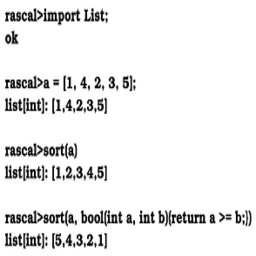 rascal>import List;
ok
rascal>a = [1, 4, 2, 3, 5];
list[int]: [1,4,2,3,5]
rascal>sort(a)
list[int]: [1,2,3,4,5]
rascal>sort(a, bool(int a, int b){return a >= b;})
list[int]: [5,4,3,2,1]